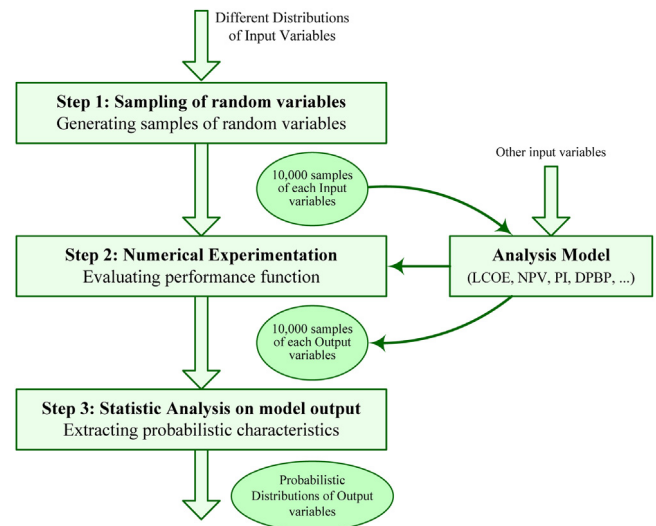 Different Distributions
of Input Variables
Step 1: Sampling of random variables
Generating samples of random variables
10,000 samples
of each Input
variables
Other input variables
Step 2: Numerical Experimentation
Evaluating performance function
Analysis Model
(LCOE, NPV, PI, DPBP, ...)
10,000 samples
of each Output
variables
Step 3: Statistic Analysis on model output
Extracting probabilistic characteristics
Probabilistic
Distributions of Output
variables